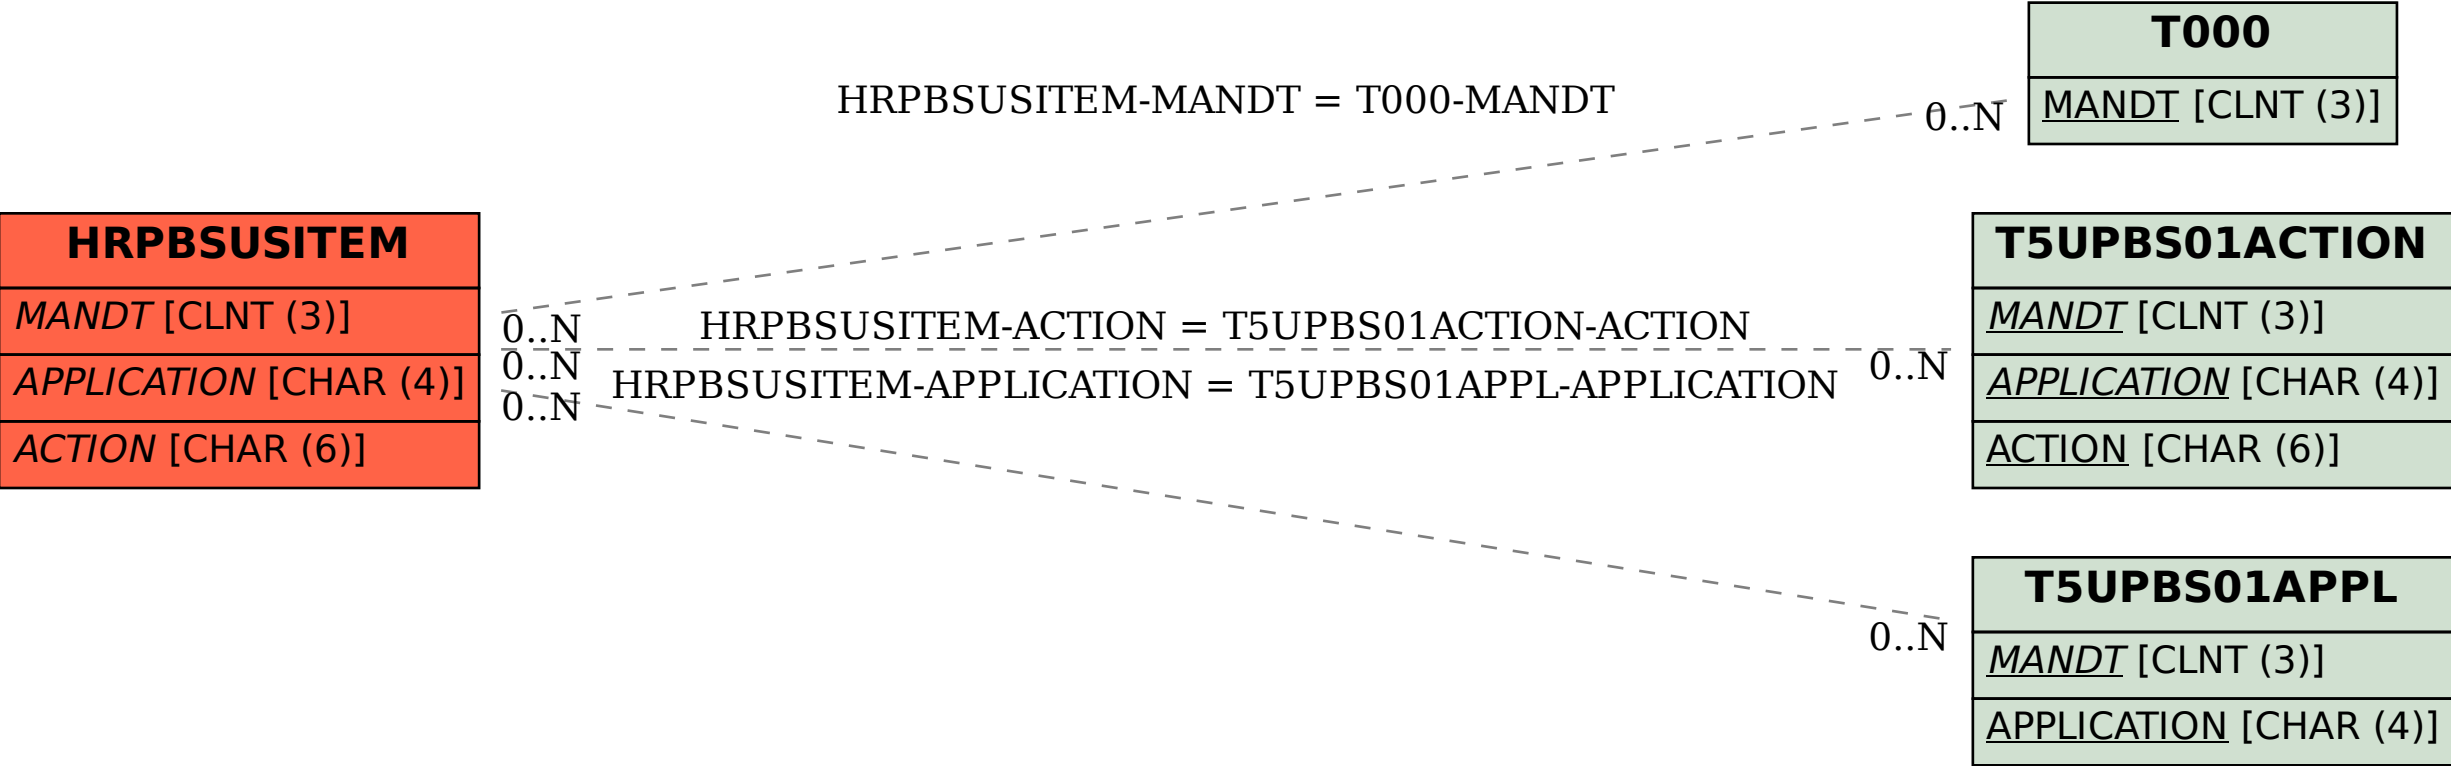 T000
MANDT [CLNT (3)]
HRPBSUSITEM-MANDT = T000-MANDT
0..N
HRPBSUSITEM
MANDT [CLNT (3)]
APPLICATION [CHAR (4)]
ACTION [CHAR (6)]
0..N
HRPBSUSITEM-ACTION = T5UPBS01ACTION-ACTION
0..N
0..N
HRPBSUSITEM-APPLICATION = T5UPBS01APPL-APPLICATION
0..N
T5UPBS01ACTION
MANDT [CLNT (3)]
APPLICATION [CHAR (4)]
ACTION [CHAR (6)]
0..N
T5UPBS01APPL
MANDT [CLNT (3)]
APPLICATION [CHAR (4)]